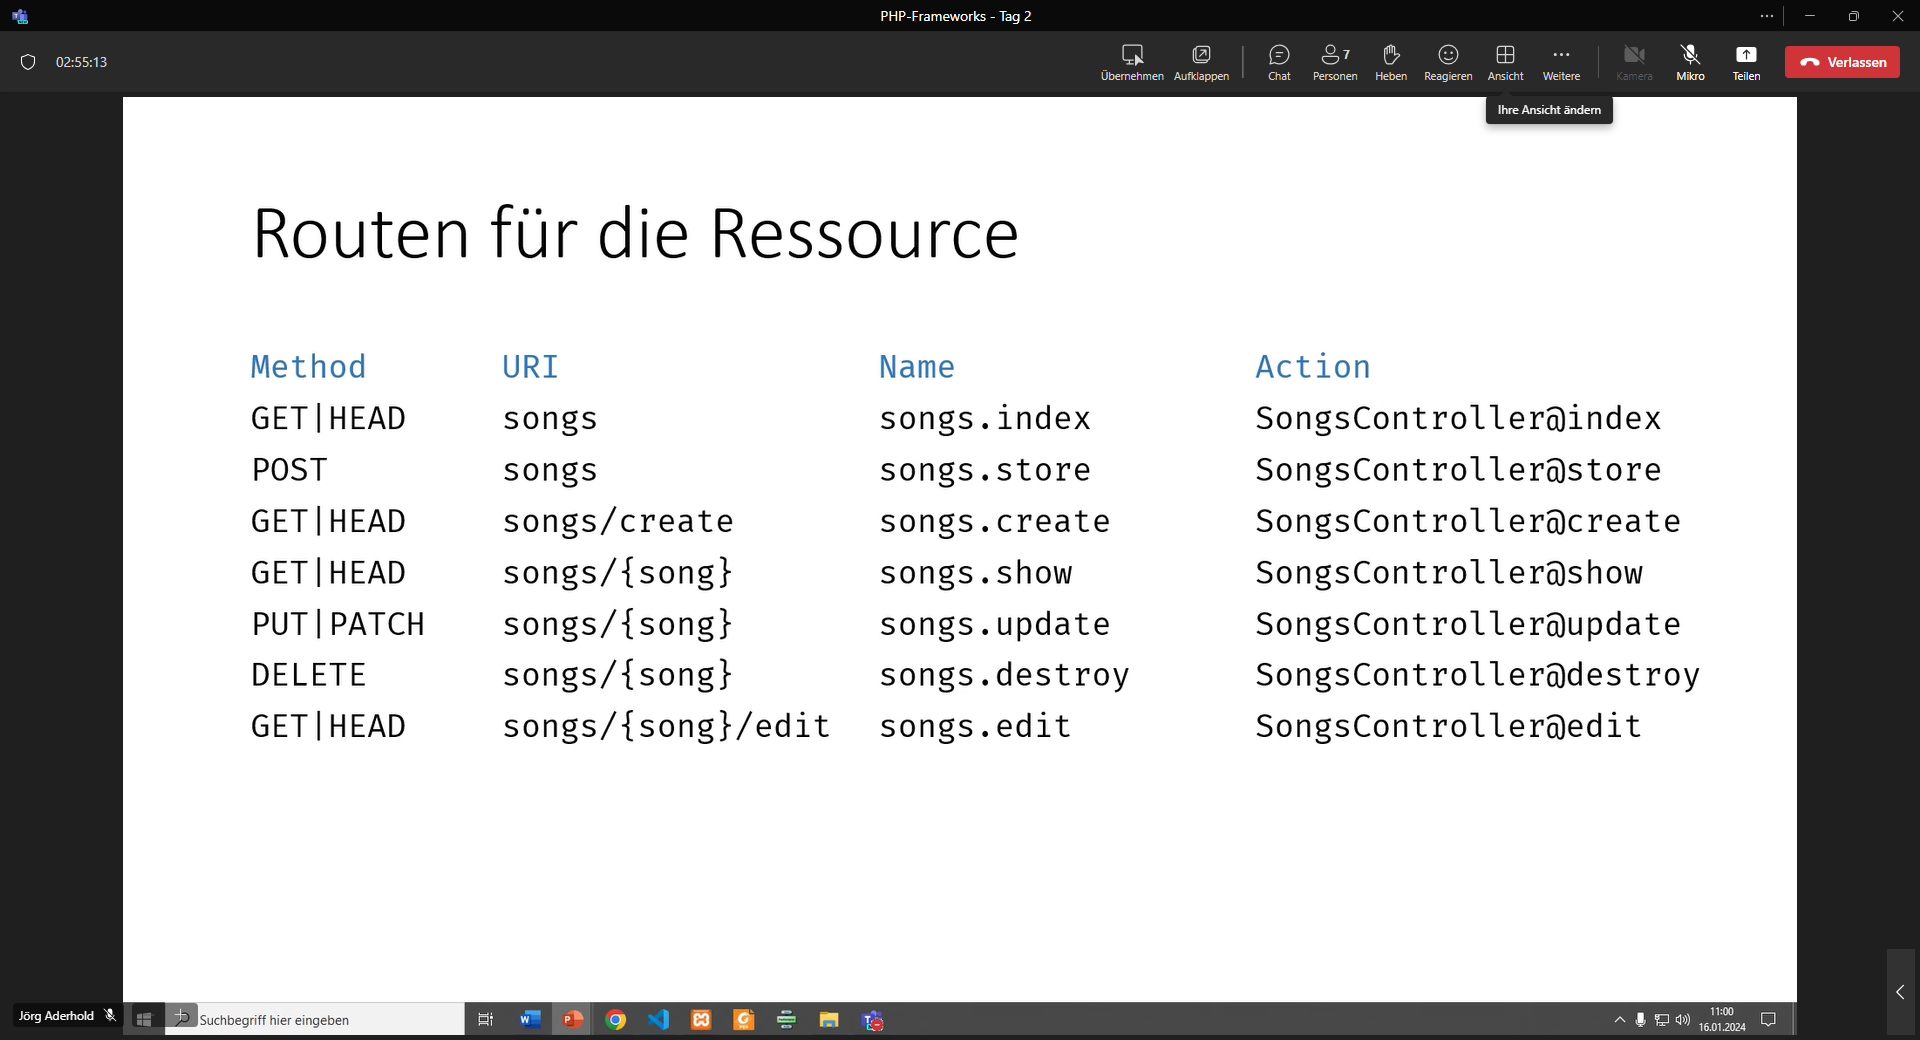 PHP-Frameworks - Tag 2
02:55:13
Übernehmen Aufklappen Chat Personen 7 Heben Reagieren Ansicht Weitere Kamera Mikro Teilen Verlassen
Ihre Ansicht ändern
Routen für die Ressource
Method URI Name Action
GET|HEAD songs songs.index SongsController@index
POST songs songs.store SongsController@store
GET|HEAD songs/create songs.create SongsController@create
GET|HEAD songs/{song} songs.show SongsController@show
PUT|PATCH songs/{song} songs.update SongsController@update
DELETE songs/{song} songs.destroy SongsController@destroy
GET|HEAD songs/{song}/edit songs.edit SongsController@edit
Jörg Aderhold
Suchbegriff hier eingeben
11:00
16.01.2024